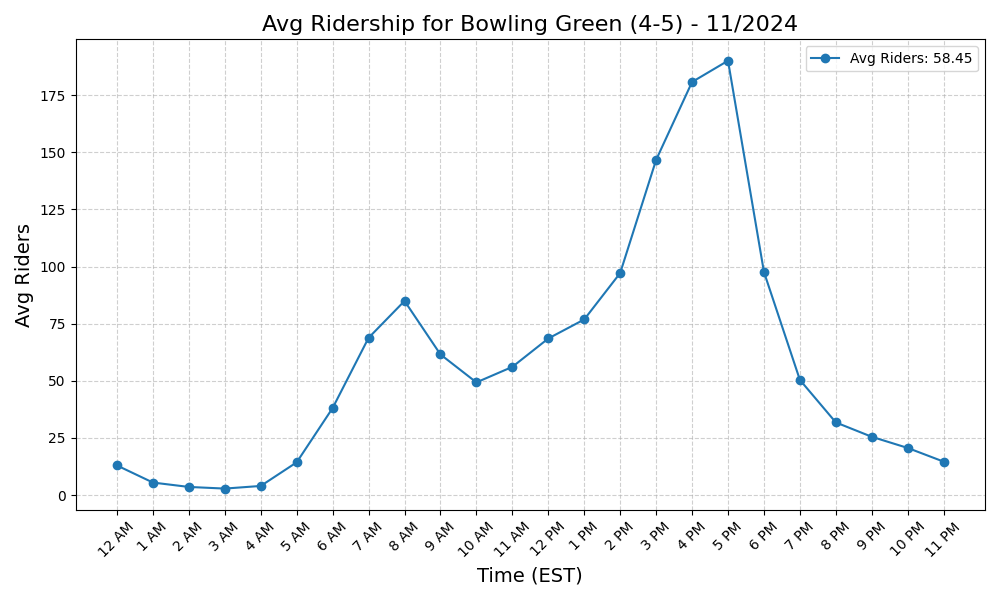 Avg Ridership for Bowling Green (4-5) - 11/2024
Avg Riders: 58.45
Avg Riders
175
150
125
100
75
50
25
0
12 AM
1 AM
2 AM
3 AM
4 AM
5 AM
6 AM
7 AM
8 AM
9 AM
10 AM
11 AM
12 PM
1 PM
2 PM
3 PM
4 PM
5 PM
6 PM
7 PM
8 PM
9 PM
10 PM
11 PM
Time (EST)